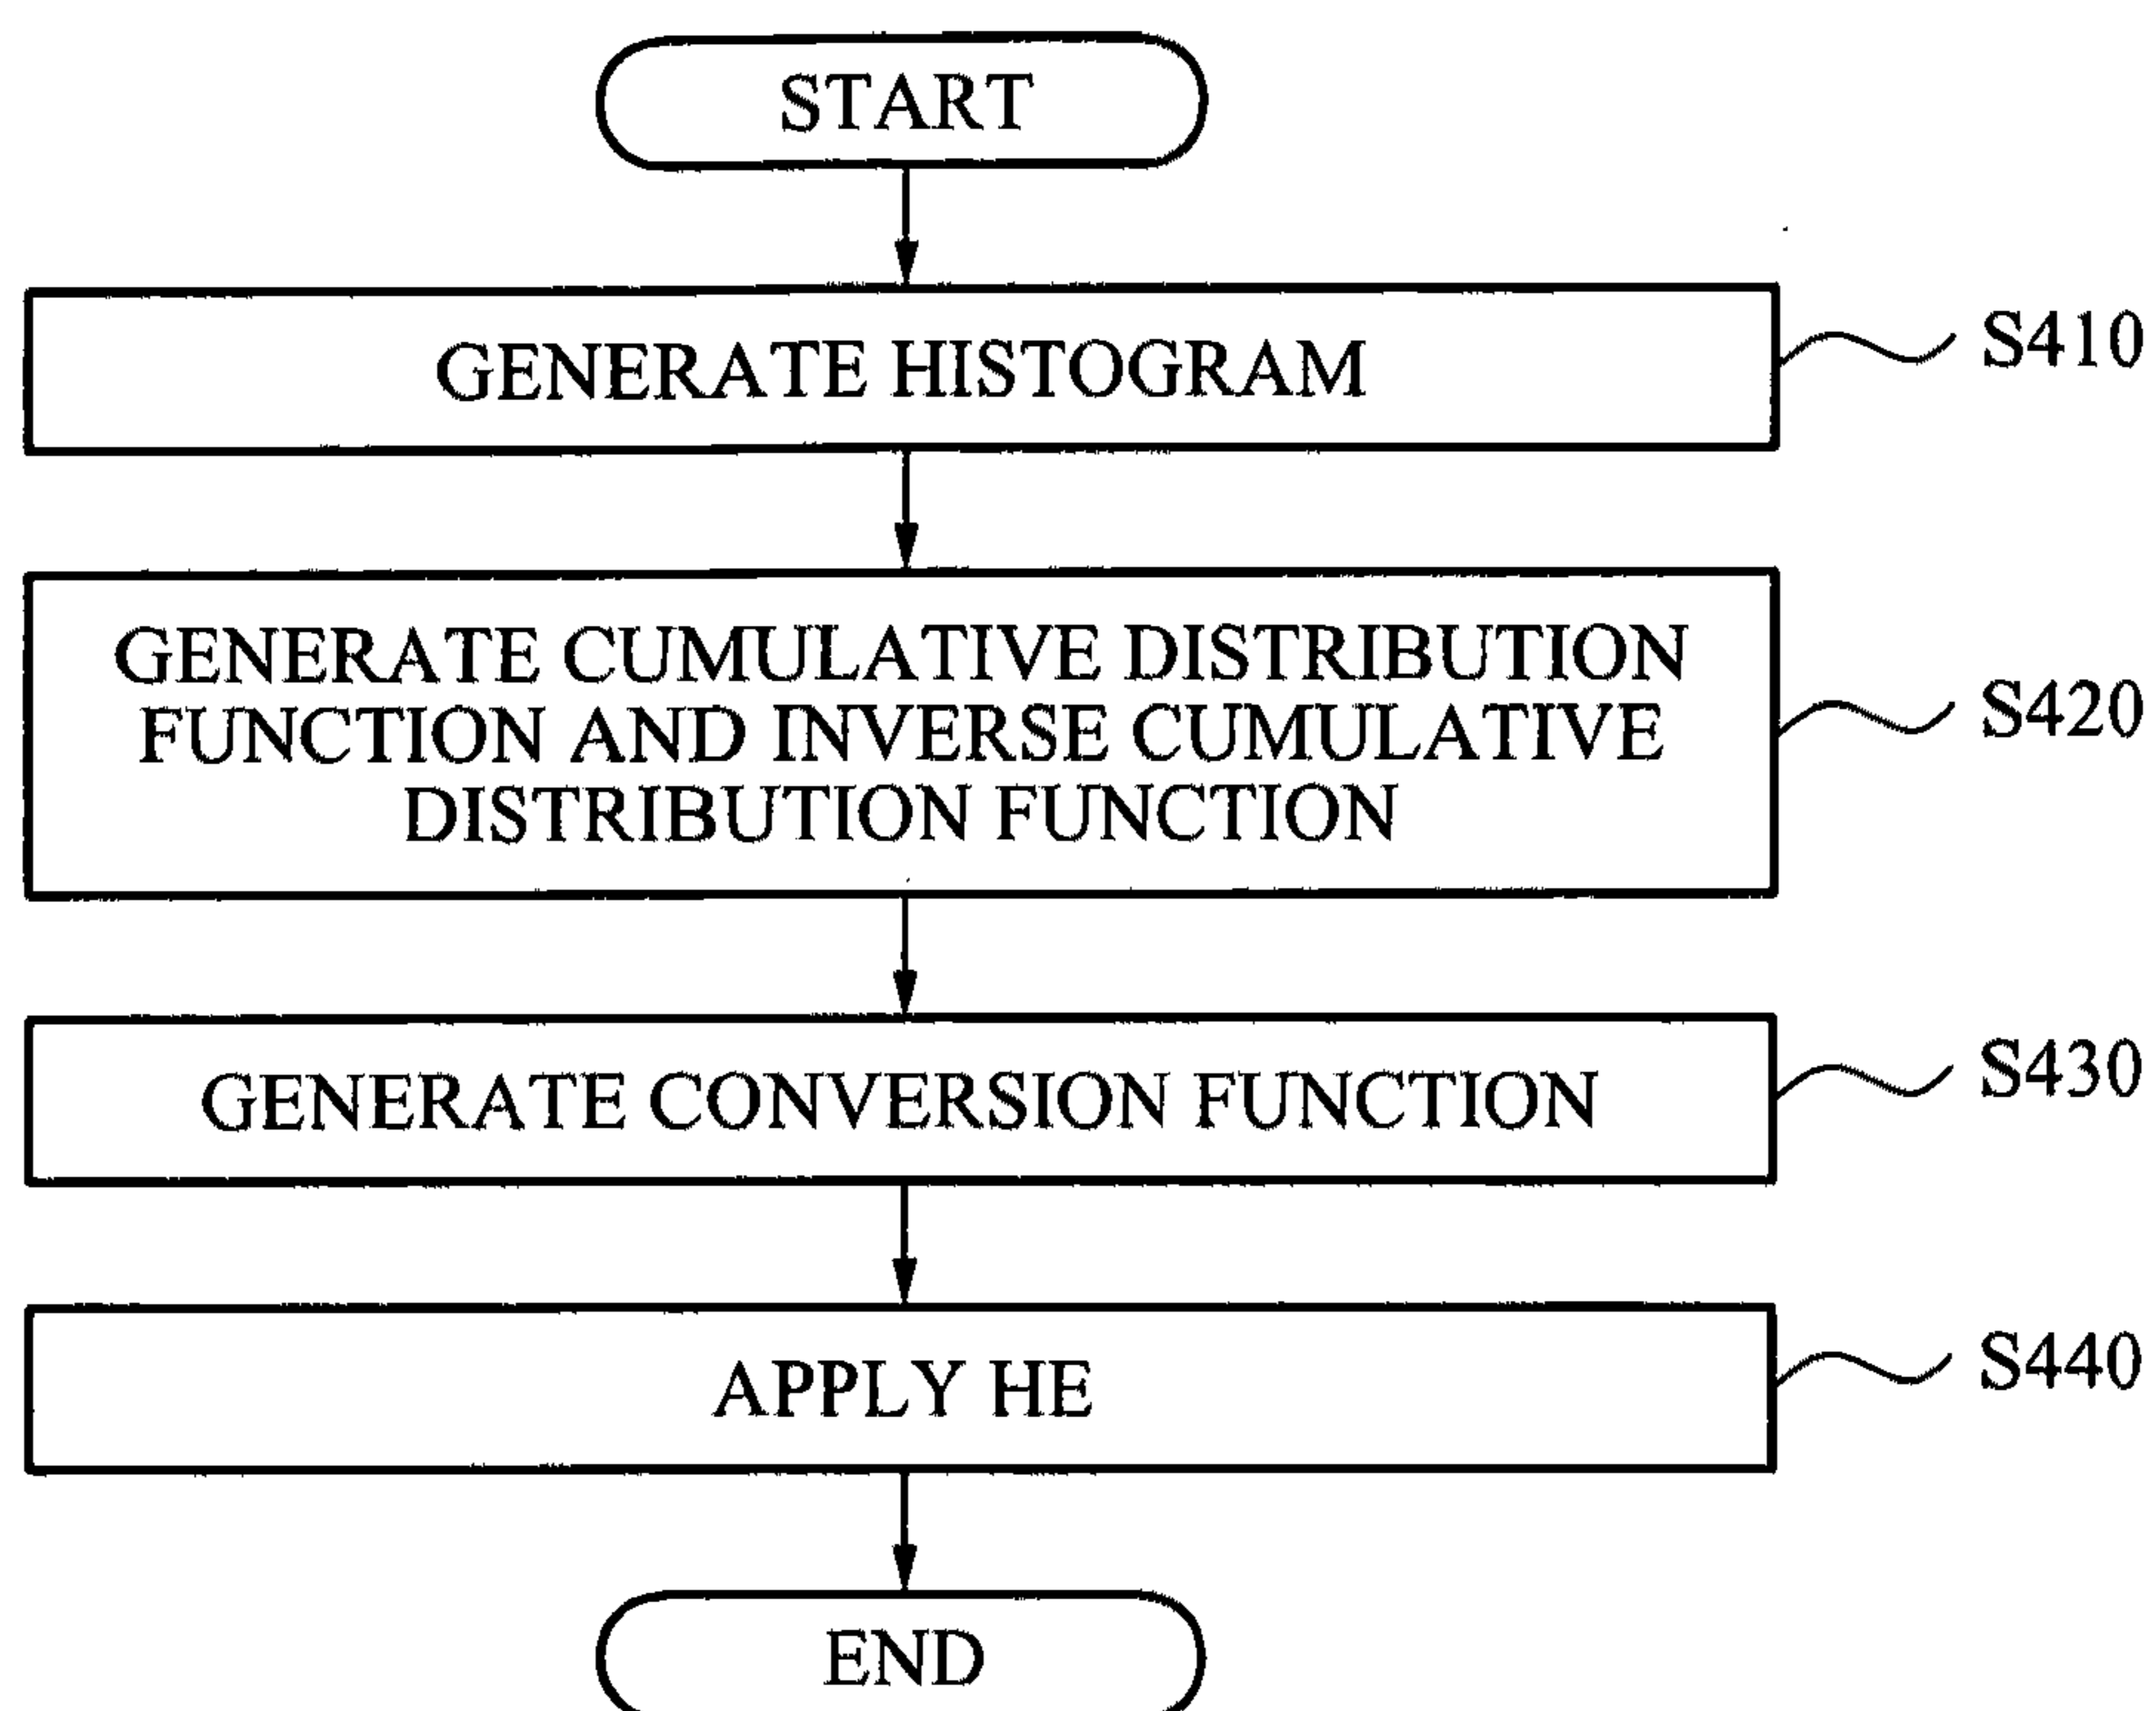 START
GENERATE HISTOGRAM
S410
GENERATE CUMULATIVE DISTRIBUTION
FUNCTION AND INVERSE CUMULATIVE
DISTRIBUTION FUNCTION
S420
GENERATE CONVERSION FUNCTION
S430
APPLY HE
S440
END